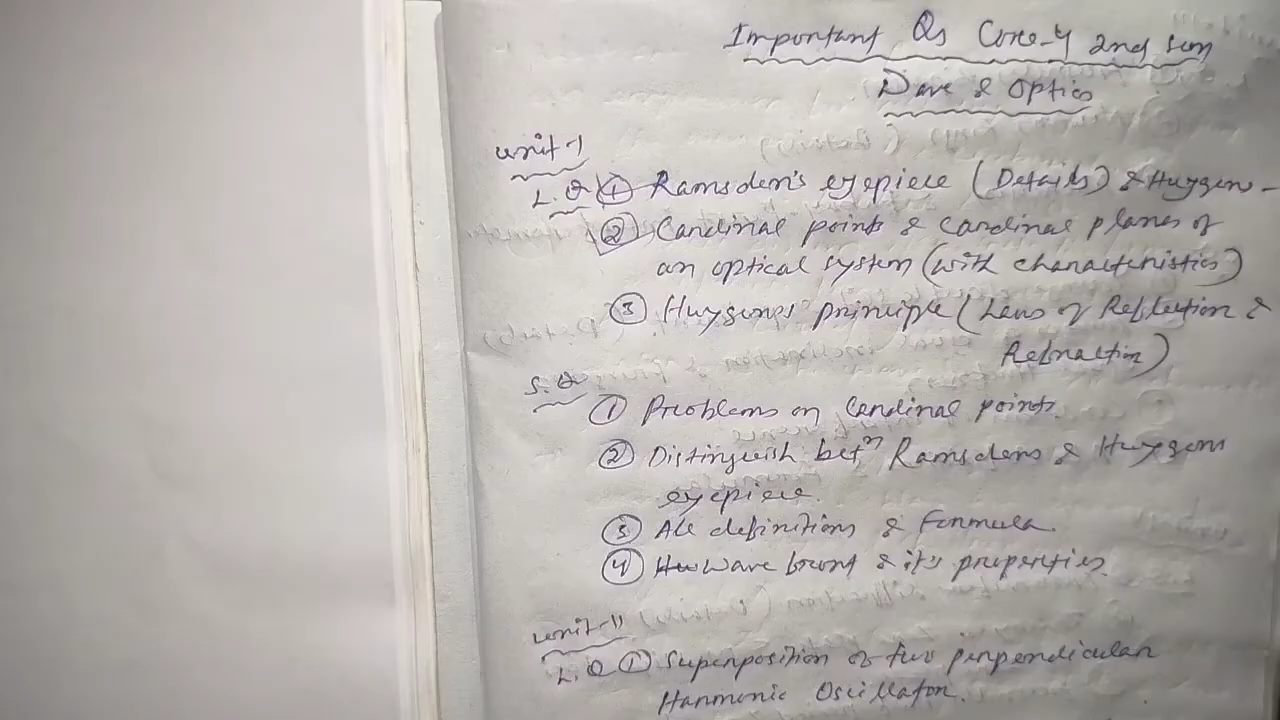 Important Qs Core-4 2nd sem
Wave & Optics
Unit-I
L.Q ① Ramsden's eyepiece (Details) & Huygens -
② Cardinal points & cardinal planes of
an optical system (with characteristics)
③ Huygens principle (Laws of Reflection &
Refraction)
S.Q
① Problems on Cardinal points.
② Distinguish betn Ramsdens & Huygens
eyepiece.
③ All definitions & Formula.
④ Wave front & it's properties.
Unit-II
L.Q ① Superposition of two perpendicular
Harmonic Oscillator.